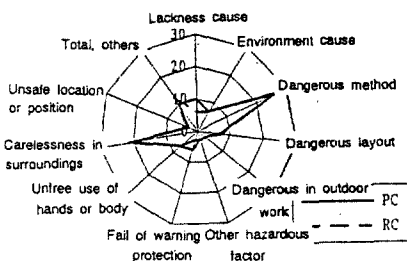 Lackness cause
30
Total, others
Environment cause
20
Unsafe location
or position
Dangerous method
10
0
Carelessness in
surroundings
Dangerous layout
Untree use of
hands or body
Dangerous in outdoor
work
PC
RC
Fail of warning
protection
Other hazardous
factor